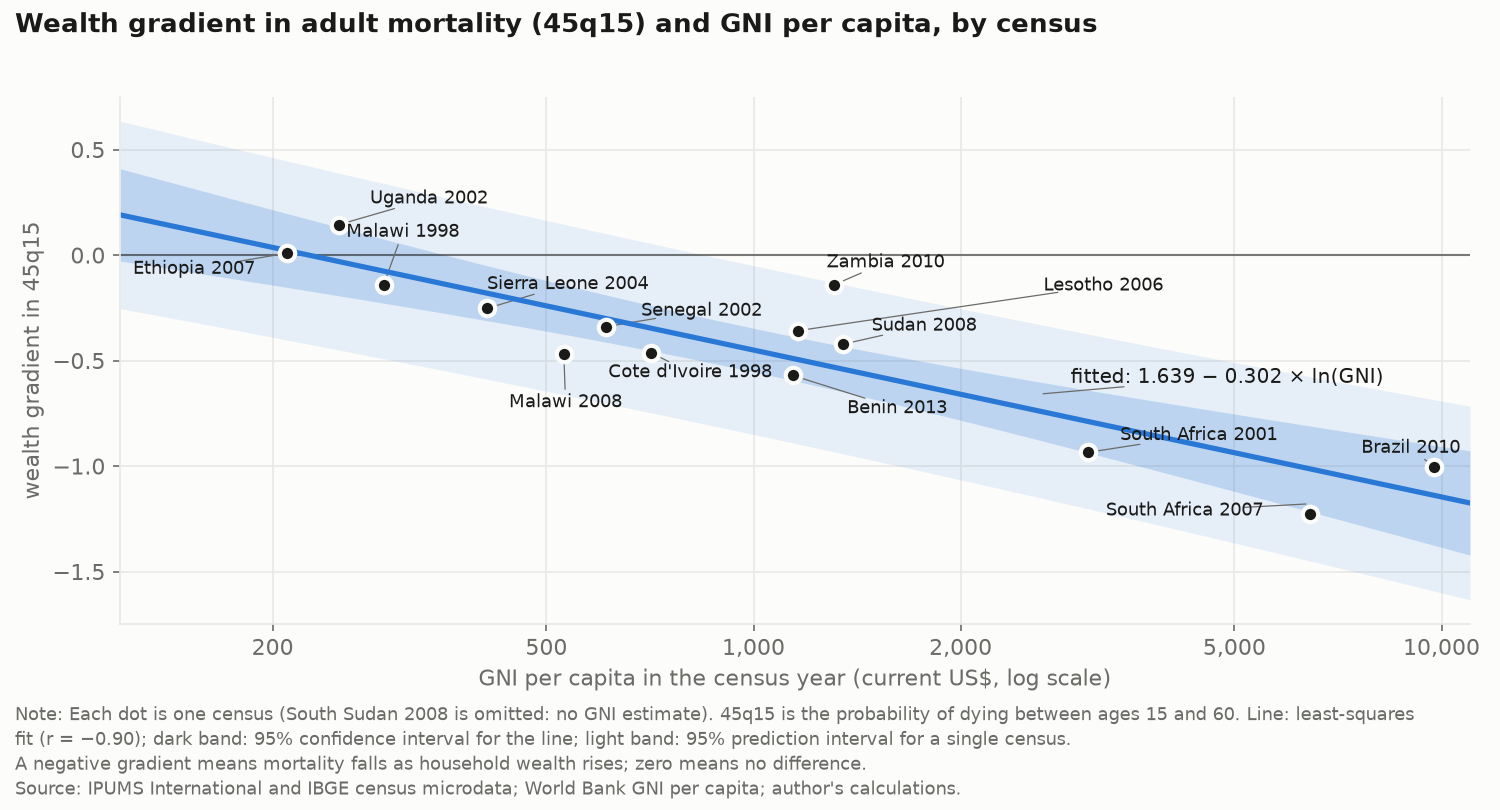 Wealth gradient in adult mortality (45q15) and GNI per capita, by census
wealth gradient in 45q15
0.5
0.0
−0.5
−1.0
−1.5
Uganda 2002
Malawi 1998
Ethiopia 2007
Sierra Leone 2004
Senegal 2002
Zambia 2010
Lesotho 2006
Sudan 2008
Cote d'Ivoire 1998
Malawi 2008
Benin 2013
fitted: 1.639 − 0.302 × ln(GNI)
South Africa 2001
Brazil 2010
South Africa 2007
200
500
1,000
2,000
5,000
10,000
GNI per capita in the census year (current US$, log scale)
Note: Each dot is one census (South Sudan 2008 is omitted: no GNI estimate). 45q15 is the probability of dying between ages 15 and 60. Line: least-squares
fit (r = −0.90); dark band: 95% confidence interval for the line; light band: 95% prediction interval for a single census.
A negative gradient means mortality falls as household wealth rises; zero means no difference.
Source: IPUMS International and IBGE census microdata; World Bank GNI per capita; author's calculations.